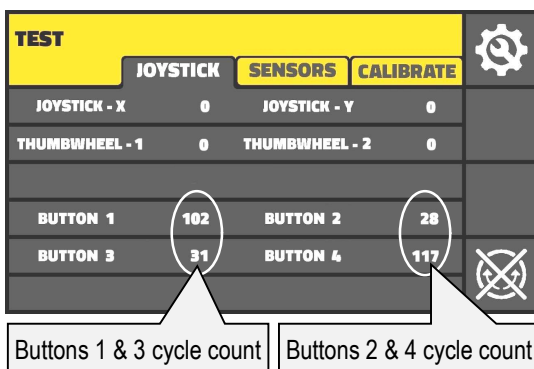 TEST
JOYSTICK SENSORS CALIBRATE
JOYSTICK - X 0 JOYSTICK - Y 0
THUMBWHEEL - 1 0 THUMBWHEEL - 2 0
BUTTON 1 102 BUTTON 2 28
BUTTON 3 31 BUTTON 4 117
Buttons 1 & 3 cycle count Buttons 2 & 4 cycle count